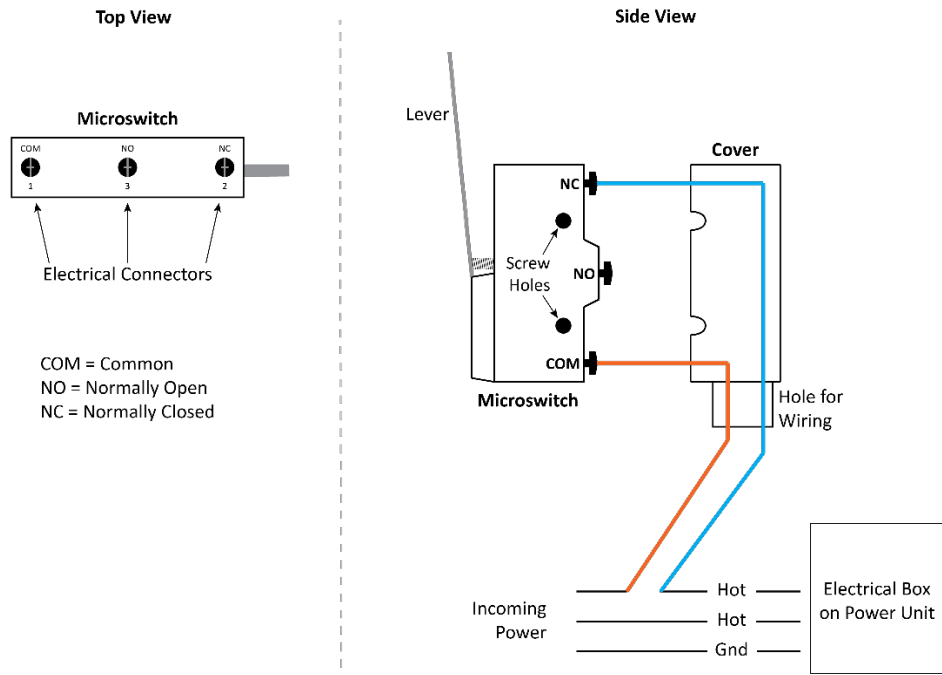 Top View
Microswitch
COM NO NC
1 3 2
Electrical Connectors
COM = Common
NO = Normally Open
NC = Normally Closed
Side View
Lever
Cover
NC
Screw
Holes
NO
COM
Microswitch
Hole for
Wiring
Incoming
Power
Hot
Hot
Gnd
Electrical Box
on Power Unit